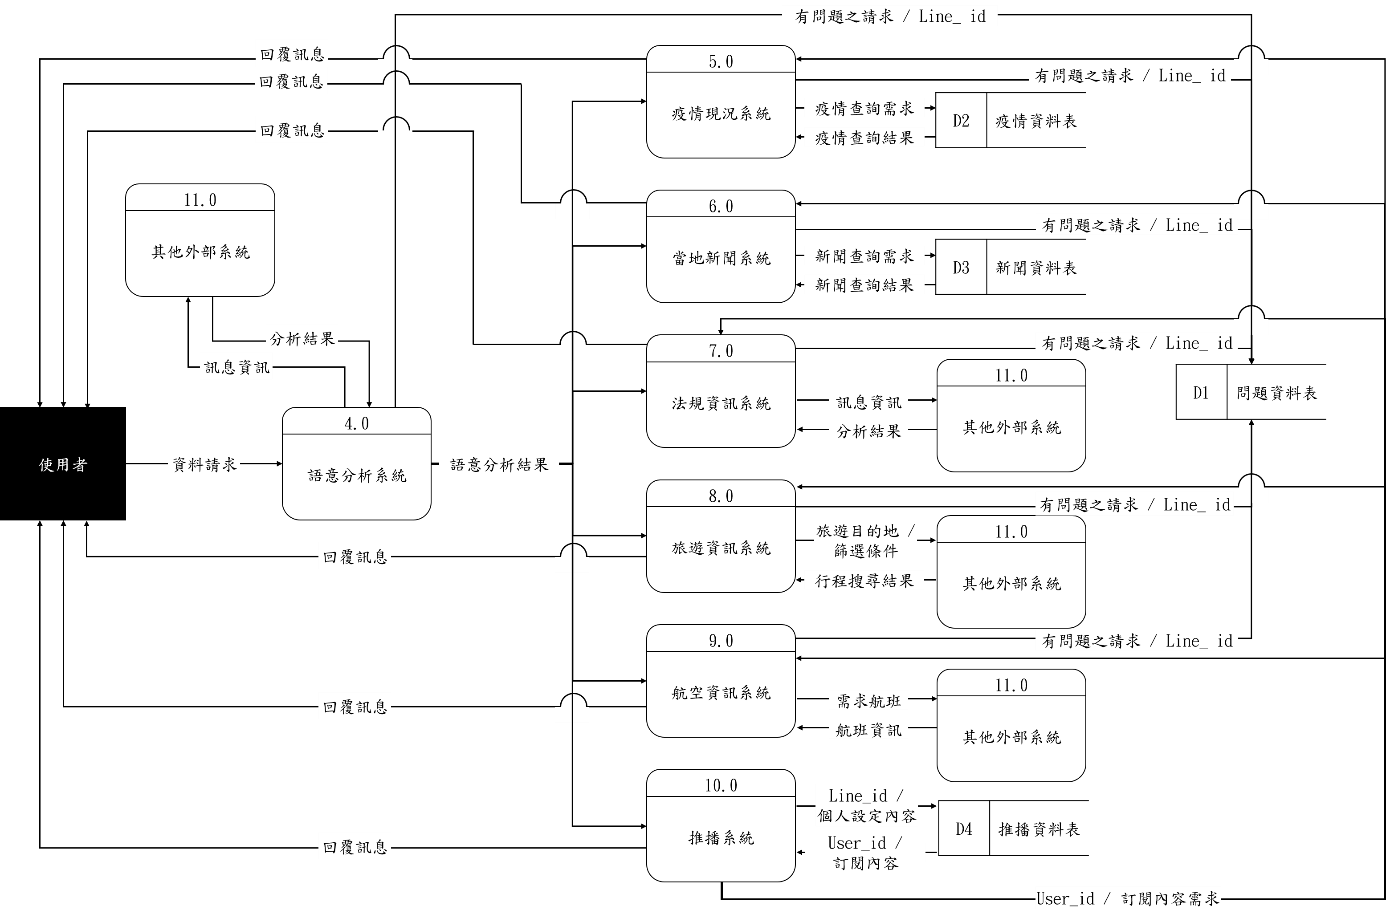 有問題之請求 / Line_ id
回覆訊息
5.0
疫情現況系統
有問題之請求 / Line_ id
回覆訊息
疫情查詢需求
疫情查詢結果
D2
疫情資料表
回覆訊息
11.0
其他外部系統
6.0
當地新聞系統
有問題之請求 / Line_ id
新聞查詢需求
新聞查詢結果
D3
新聞資料表
分析結果
訊息資訊
7.0
法規資訊系統
有問題之請求 / Line_ id
訊息資訊
分析結果
11.0
其他外部系統
D1
問題資料表
使用者
資料請求
4.0
語意分析系統
語意分析結果
8.0
旅遊資訊系統
有問題之請求 / Line_ id
旅遊目的地 /
篩選條件
行程搜尋結果
11.0
其他外部系統
回覆訊息
9.0
航空資訊系統
有問題之請求 / Line_ id
需求航班
航班資訊
11.0
其他外部系統
回覆訊息
10.0
推播系統
Line_id /
個人設定內容
User_id /
訂閱內容
D4
推播資料表
回覆訊息
User_id / 訂閱內容需求